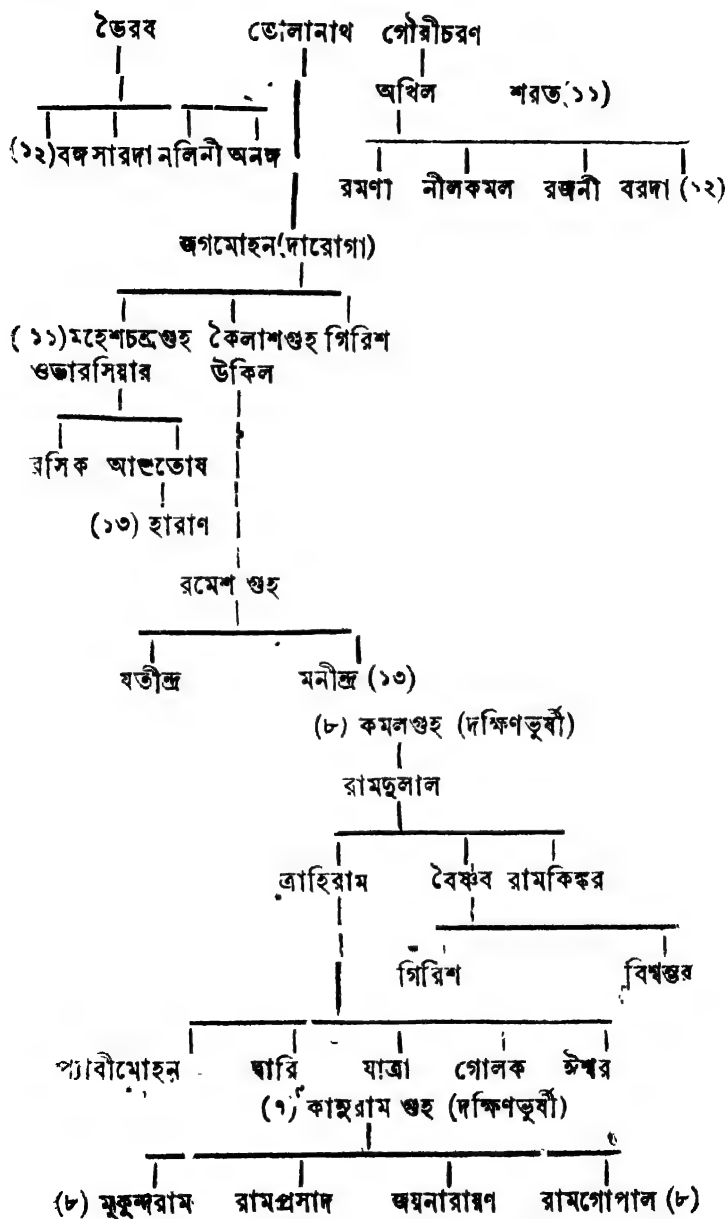 ভৈরব ভোলানাথ গৌরীচরণ
অখিল শরত(১১)
(১২)বঙ্গ সারদা নলিনী অনঙ্গ
রমণা নীলকমল রজনী বরদা (১২)
জগমোহন(দারোগা)
(১১)মহেশচন্দ্রগুহ কৈলাশগুহ গিরিশ
ওভারসিয়ার উকিল
রসিক আশুতোষ
(১৩) হারাণ
রমেশ গুহ
যতীন্দ্র মনীন্দ্র (১৩)
(৮) কমলগুহ (দক্ষিণভূর্ষী)
রামদুলাল
ত্রাহিরাম বৈষ্ণব রামকিঙ্কর
গিরিশ বিশ্বম্ভর
প্যাবীমোহন দ্বারি যাত্রা গোলক ঈশ্বর
(৭) কানুরাম গুহ (দক্ষিণভূর্ষী)
(৮) মুকুন্দরাম রামপ্রসাদ জয়নারায়ণ রামগোপাল (৮)